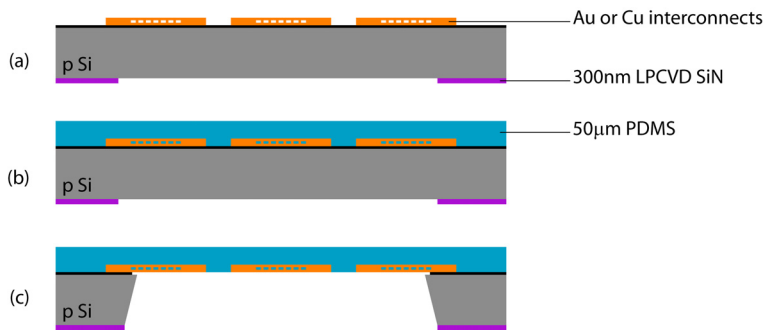 Au or Cu interconnects
(a)
p Si
300nm LPCVD SiN
50μm PDMS
(b)
p Si
(c)
p Si